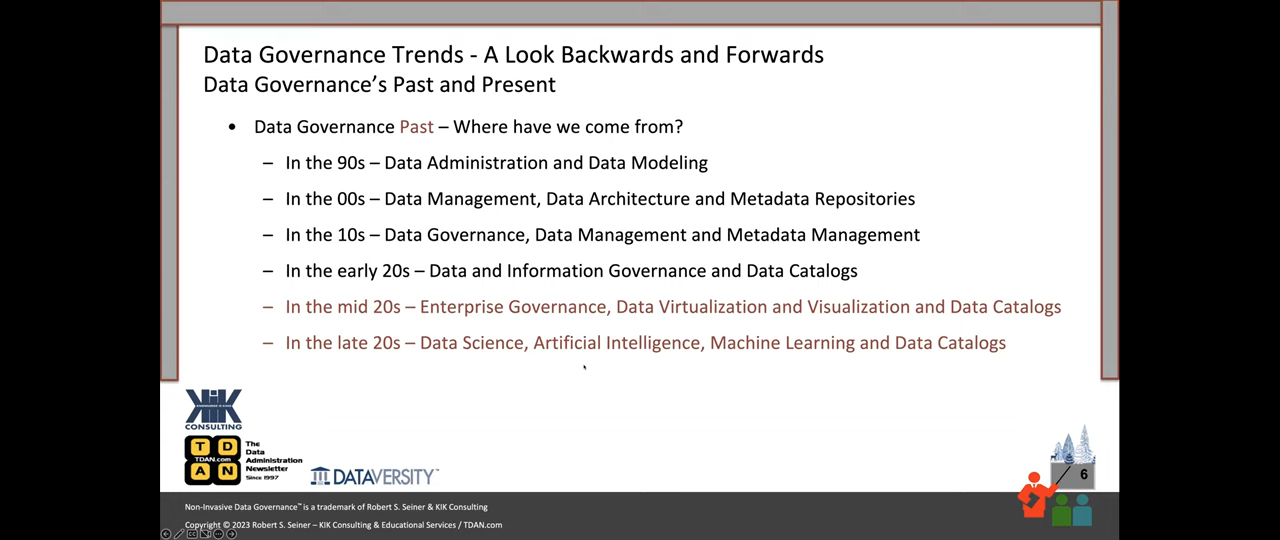 Data Governance Trends - A Look Backwards and Forwards
Data Governance’s Past and Present
• Data Governance Past – Where have we come from?
– In the 90s – Data Administration and Data Modeling
– In the 00s – Data Management, Data Architecture and Metadata Repositories
– In the 10s – Data Governance, Data Management and Metadata Management
– In the early 20s – Data and Information Governance and Data Catalogs
– In the mid 20s – Enterprise Governance, Data Virtualization and Visualization and Data Catalogs
– In the late 20s – Data Science, Artificial Intelligence, Machine Learning and Data Catalogs
KIK
CONSULTING
T D
TDAN.com
A N
The
Data
Administration
Newsletter
Since 1997
DATAVERSITY
6
Non-Invasive Data Governance™ is a trademark of Robert S. Seiner & KIK Consulting
Copyright © 2023 Robert S. Seiner – KIK Consulting & Educational Services / TDAN.com